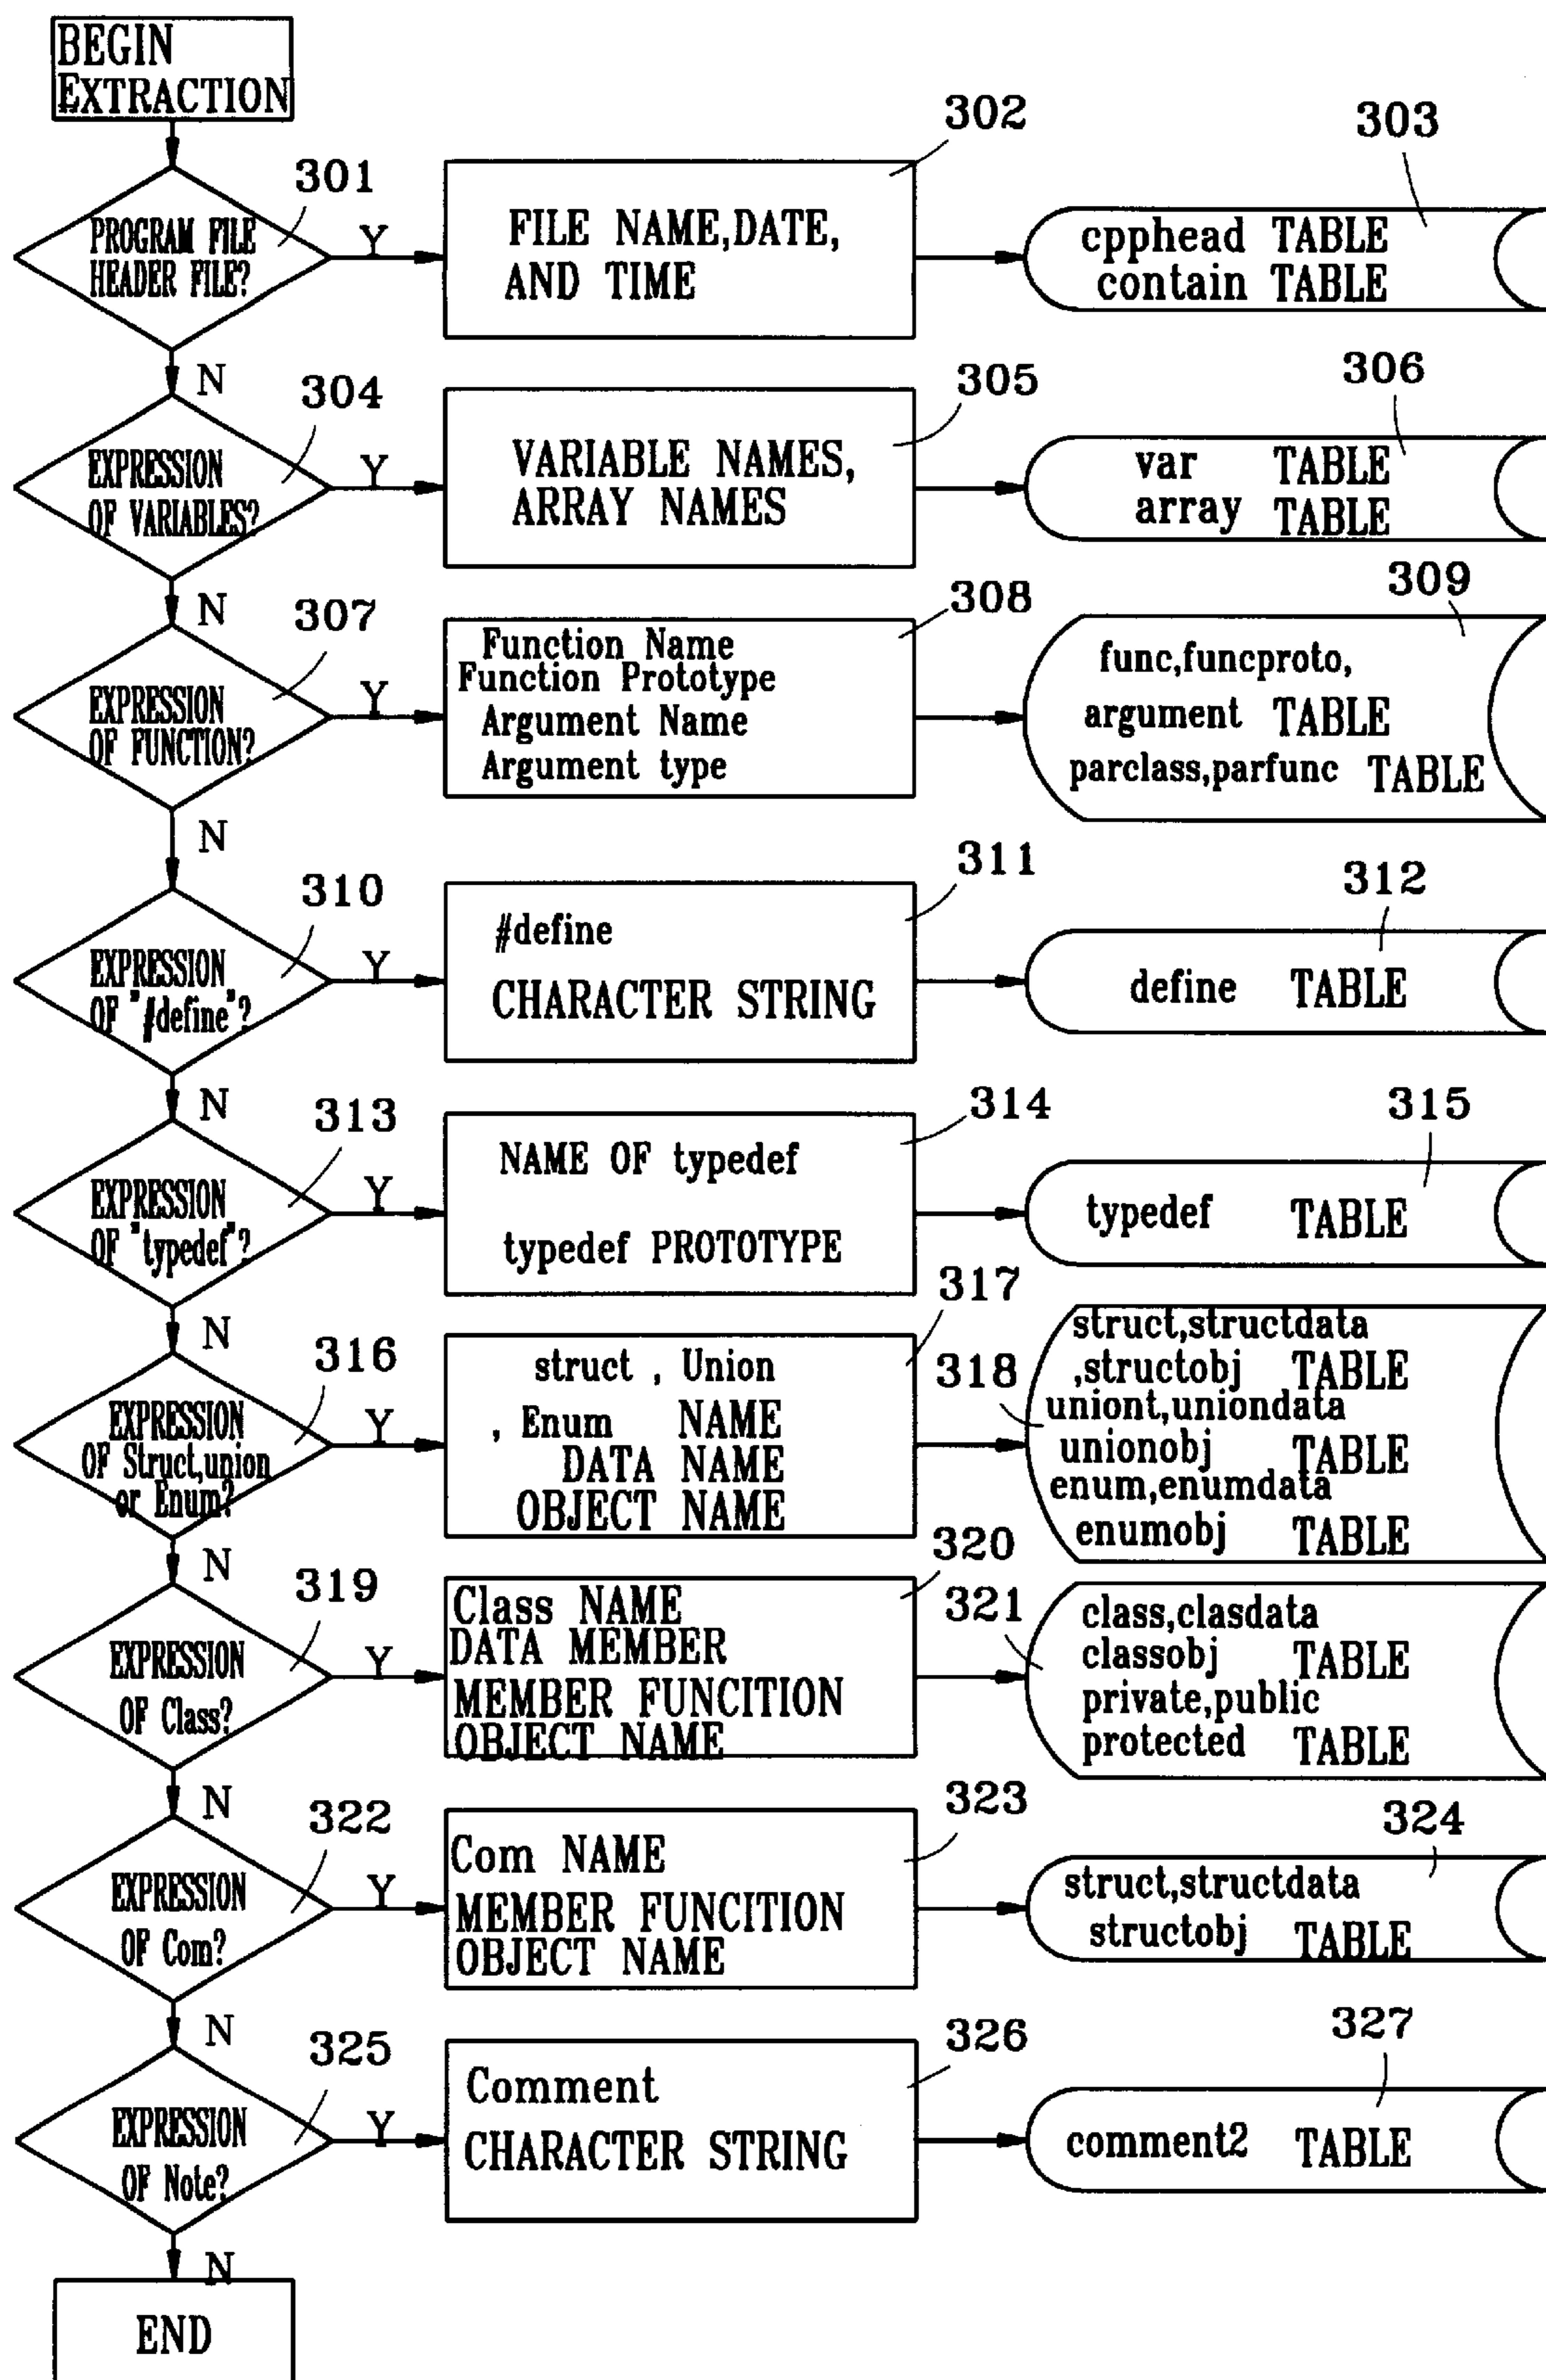 BEGIN
EXTRACTION
301
PROGRAM FILE
HEADER FILE?
Y
302
FILE NAME,DATE,
AND TIME
303
cpphead TABLE
contain TABLE
N
304
EXPRESSION
OF VARIABLES?
Y
305
VARIABLE NAMES,
ARRAY NAMES
306
var TABLE
array TABLE
N
307
EXPRESSION
OF FUNCTION?
Y
308
Function Name
Function Prototype
Argument Name
Argument type
309
func,funcproto,
argument TABLE
parclass,parfunc TABLE
N
310
EXPRESSION
OF "#define"?
Y
311
#define
CHARACTER STRING
312
define TABLE
N
313
EXPRESSION
OF "typedef"?
Y
314
NAME OF typedef
typedef PROTOTYPE
315
typedef TABLE
N
316
EXPRESSION
OF Struct,union
or Enum?
Y
317
struct , Union
, Enum NAME
DATA NAME
OBJECT NAME
318
struct,structdata
,structobj TABLE
uniont,uniondata
unionobj TABLE
enum,enumdata
enumobj TABLE
N
319
EXPRESSION
OF Class?
Y
320
Class NAME
DATA MEMBER
MEMBER FUNCITION
OBJECT NAME
321
class,clasdata
classobj TABLE
private,public
protected TABLE
N
322
EXPRESSION
OF Com?
Y
323
Com NAME
MEMBER FUNCITION
OBJECT NAME
324
struct,structdata
structobj TABLE
N
325
EXPRESSION
OF Note?
Y
326
Comment
CHARACTER STRING
327
comment2 TABLE
N
END